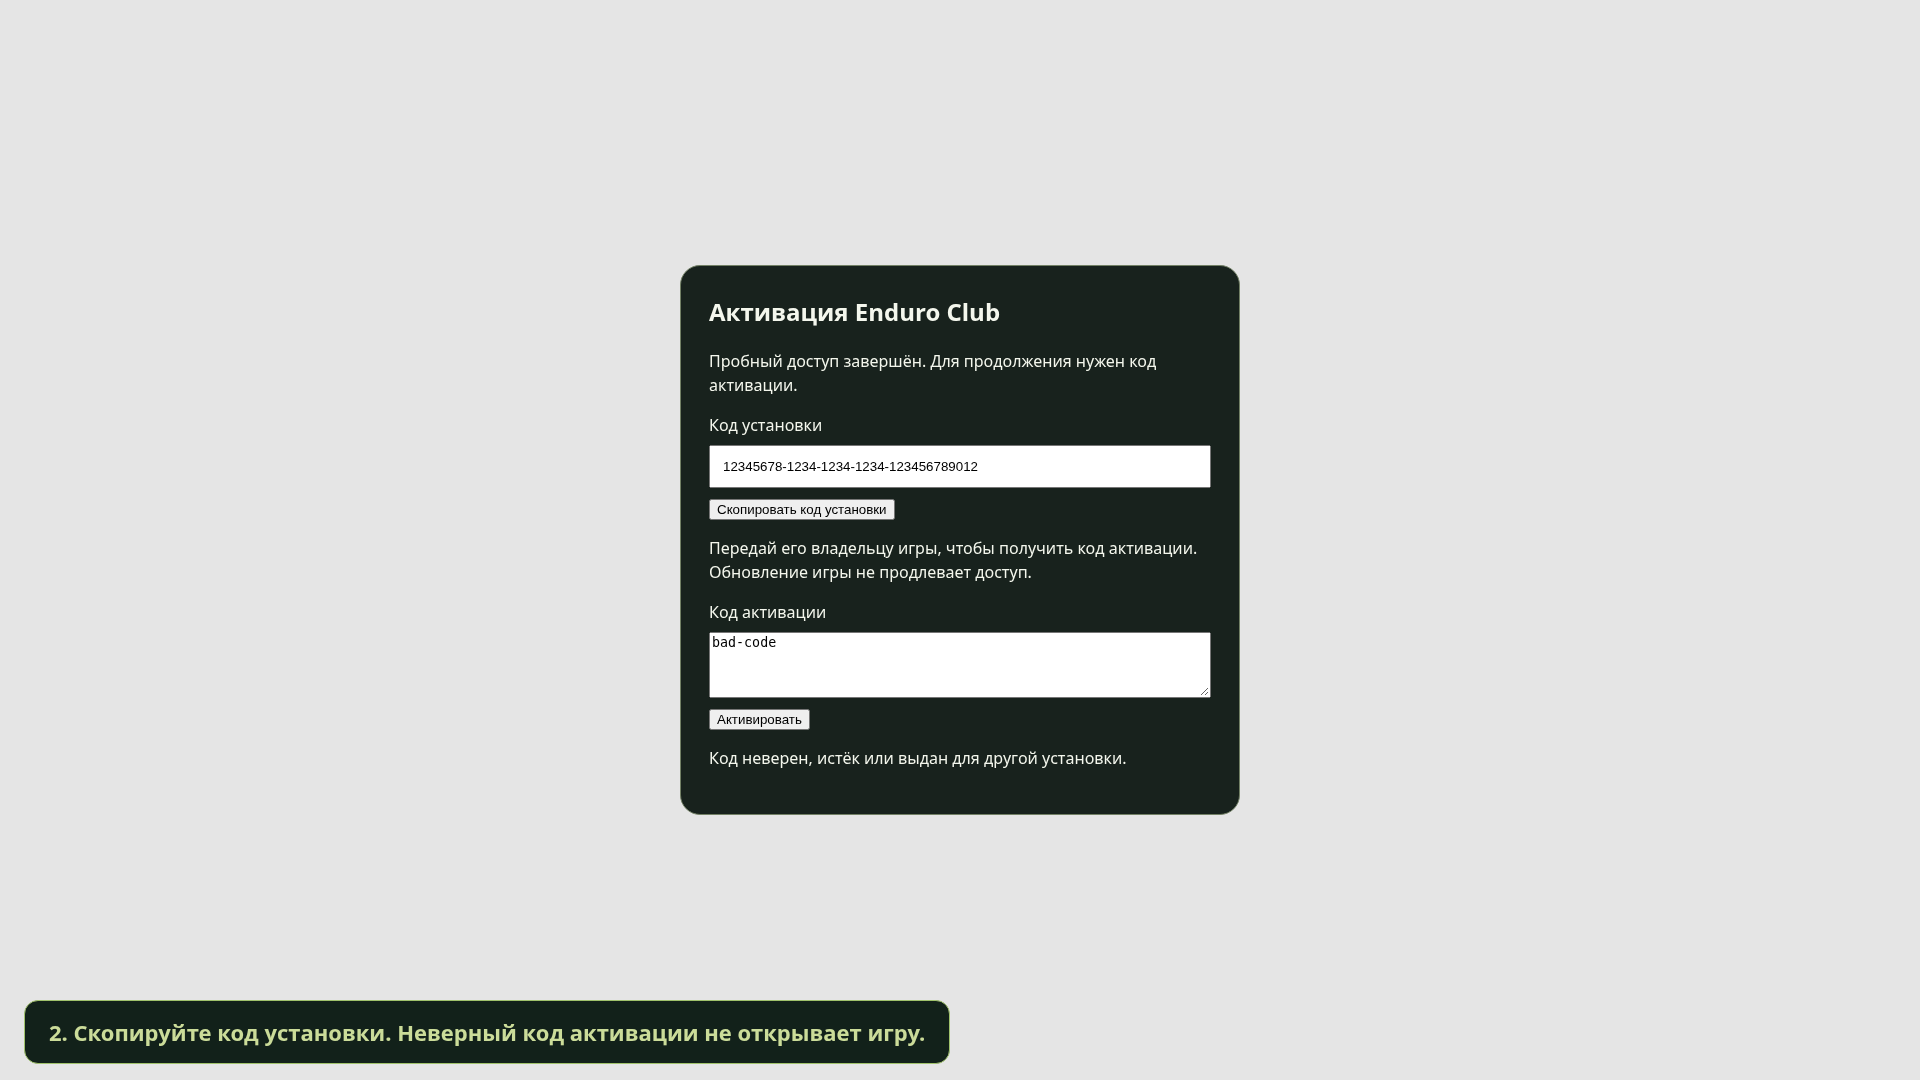 Активация Enduro Club
Пробный доступ завершён. Для продолжения нужен код
активации.
Код установки
12345678-1234-1234-1234-123456789012
Скопировать код установки
Передай его владельцу игры, чтобы получить код активации.
Обновление игры не продлевает доступ.
Код активации
bad-code
Активировать
Код неверен, истёк или выдан для другой установки.
2. Скопируйте код установки. Неверный код активации не открывает игру.